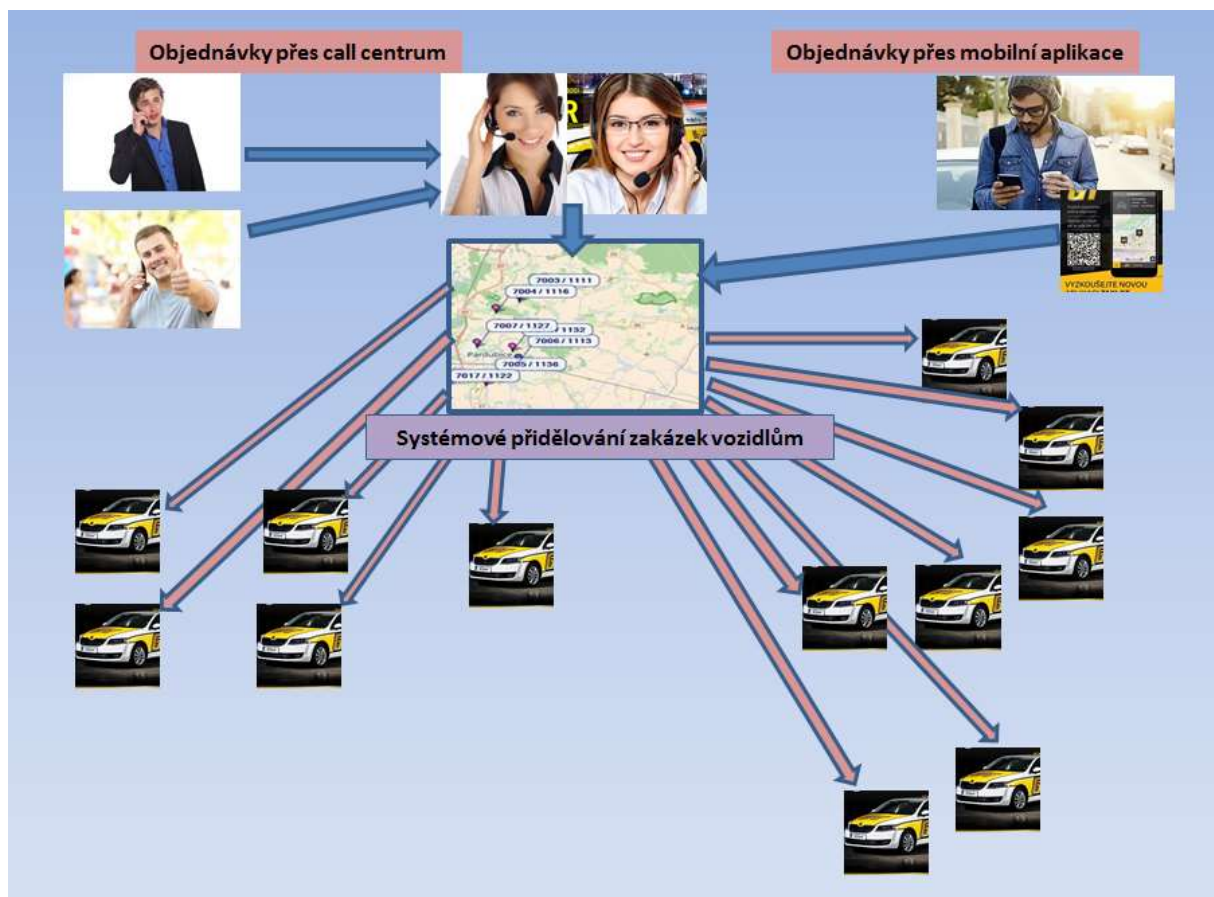 Objednávky přes call centrum
Objednávky přes mobilní aplikace
R
7003 / 1111
7004 / 1116
7007 / 1127
1132
7006 / 1113
Pardubice
7005 / 1136
7017 / 1122
VYZKOUŠEJTE NOVOU
Systémové přidělování zakázek vozidlům